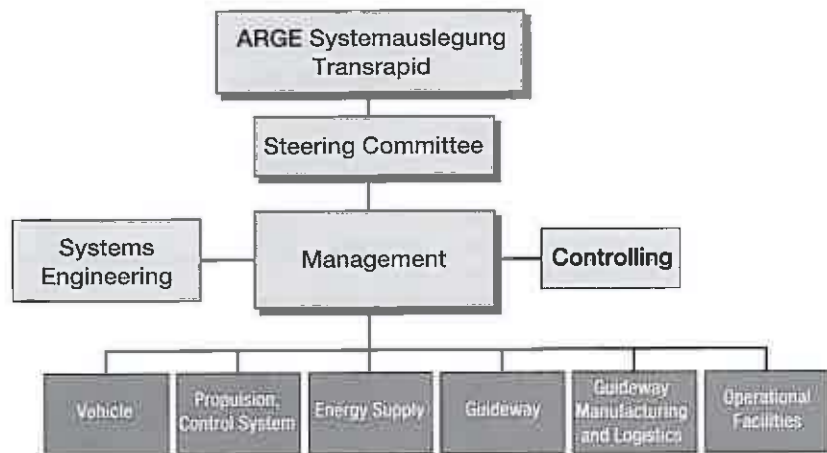 ARGE Systemauslegung
Transrapid
Steering Committee
Systems
Engineering
Management
Controlling
Vehicle
Propulsion,
Control System
Energy Supply
Guideway
Guideway
Manufacturing
and Logistics
Operational
Facilities